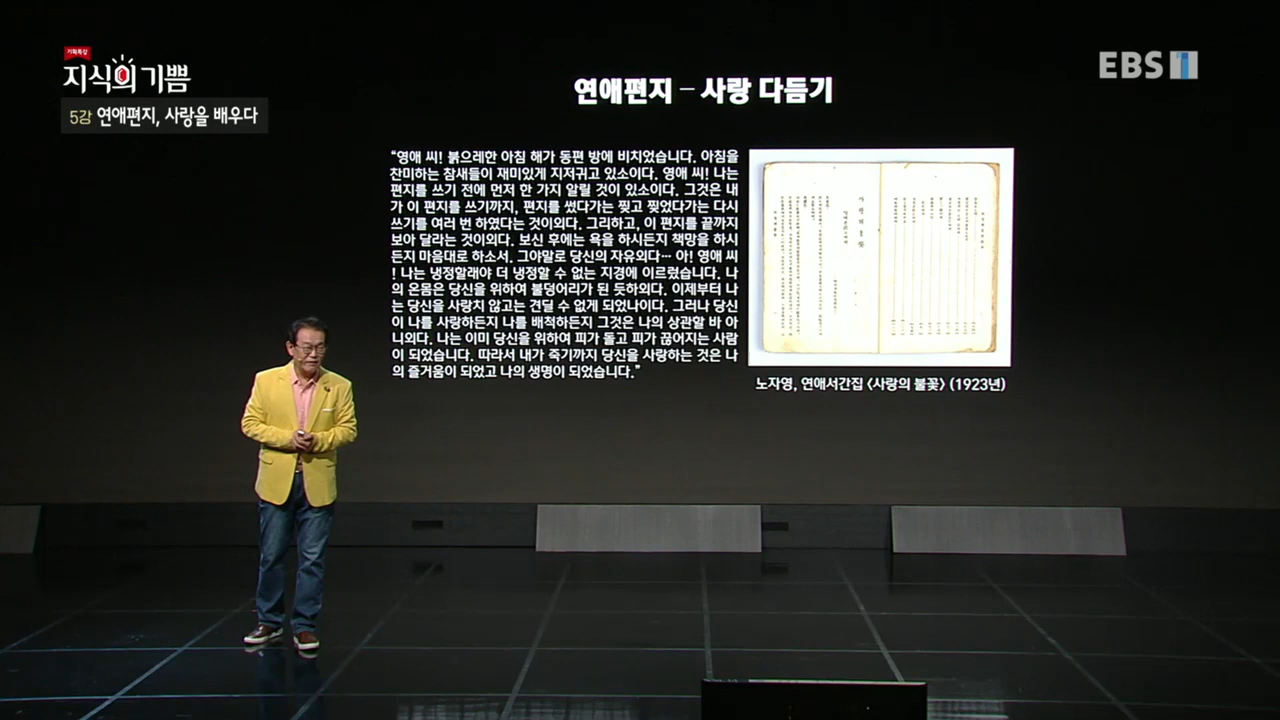 기획특강
지식의 기쁨
5강 연애편지, 사랑을 배우다
EBS 1
연애편지 – 사랑 다듬기
“영애 씨! 붉으레한 아침 해가 동편 방에 비치었습니다. 아침을
찬미하는 참새들이 재미있게 지저귀고 있소이다. 영애 씨! 나는
편지를 쓰기 전에 먼저 한 가지 알릴 것이 있소이다. 그것은 내
가 이 편지를 쓰기까지, 편지를 썼다가는 찢고 찢었다가는 다시
쓰기를 여러 번 하였다는 것이외다. 그리하고, 이 편지를 끝까지
보아 달라는 것이외다. 보신 후에는 욕을 하시든지 책망을 하시
든지 마음대로 하소서. 그야말로 당신의 자유외다… 아! 영애 씨
! 나는 냉정할래야 더 냉정할 수 없는 지경에 이르렀습니다. 나
의 온몸은 당신을 위하여 불덩어리가 된 듯하외다. 이제부터 나
는 당신을 사랑치 않고는 견딜 수 없게 되었나이다. 그러나 당신
이 나를 사랑하든지 나를 배척하든지 그것은 나의 상관할 바 아
니외다. 나는 이미 당신을 위하여 피가 돌고 피가 끊어지는 사람
이 되었습니다. 따라서 내가 죽기까지 당신을 사랑하는 것은 나
의 즐거움이 되었고 나의 생명이 되었습니다.”
노자영, 연애서간집 <사랑의 불꽃> (1923년)